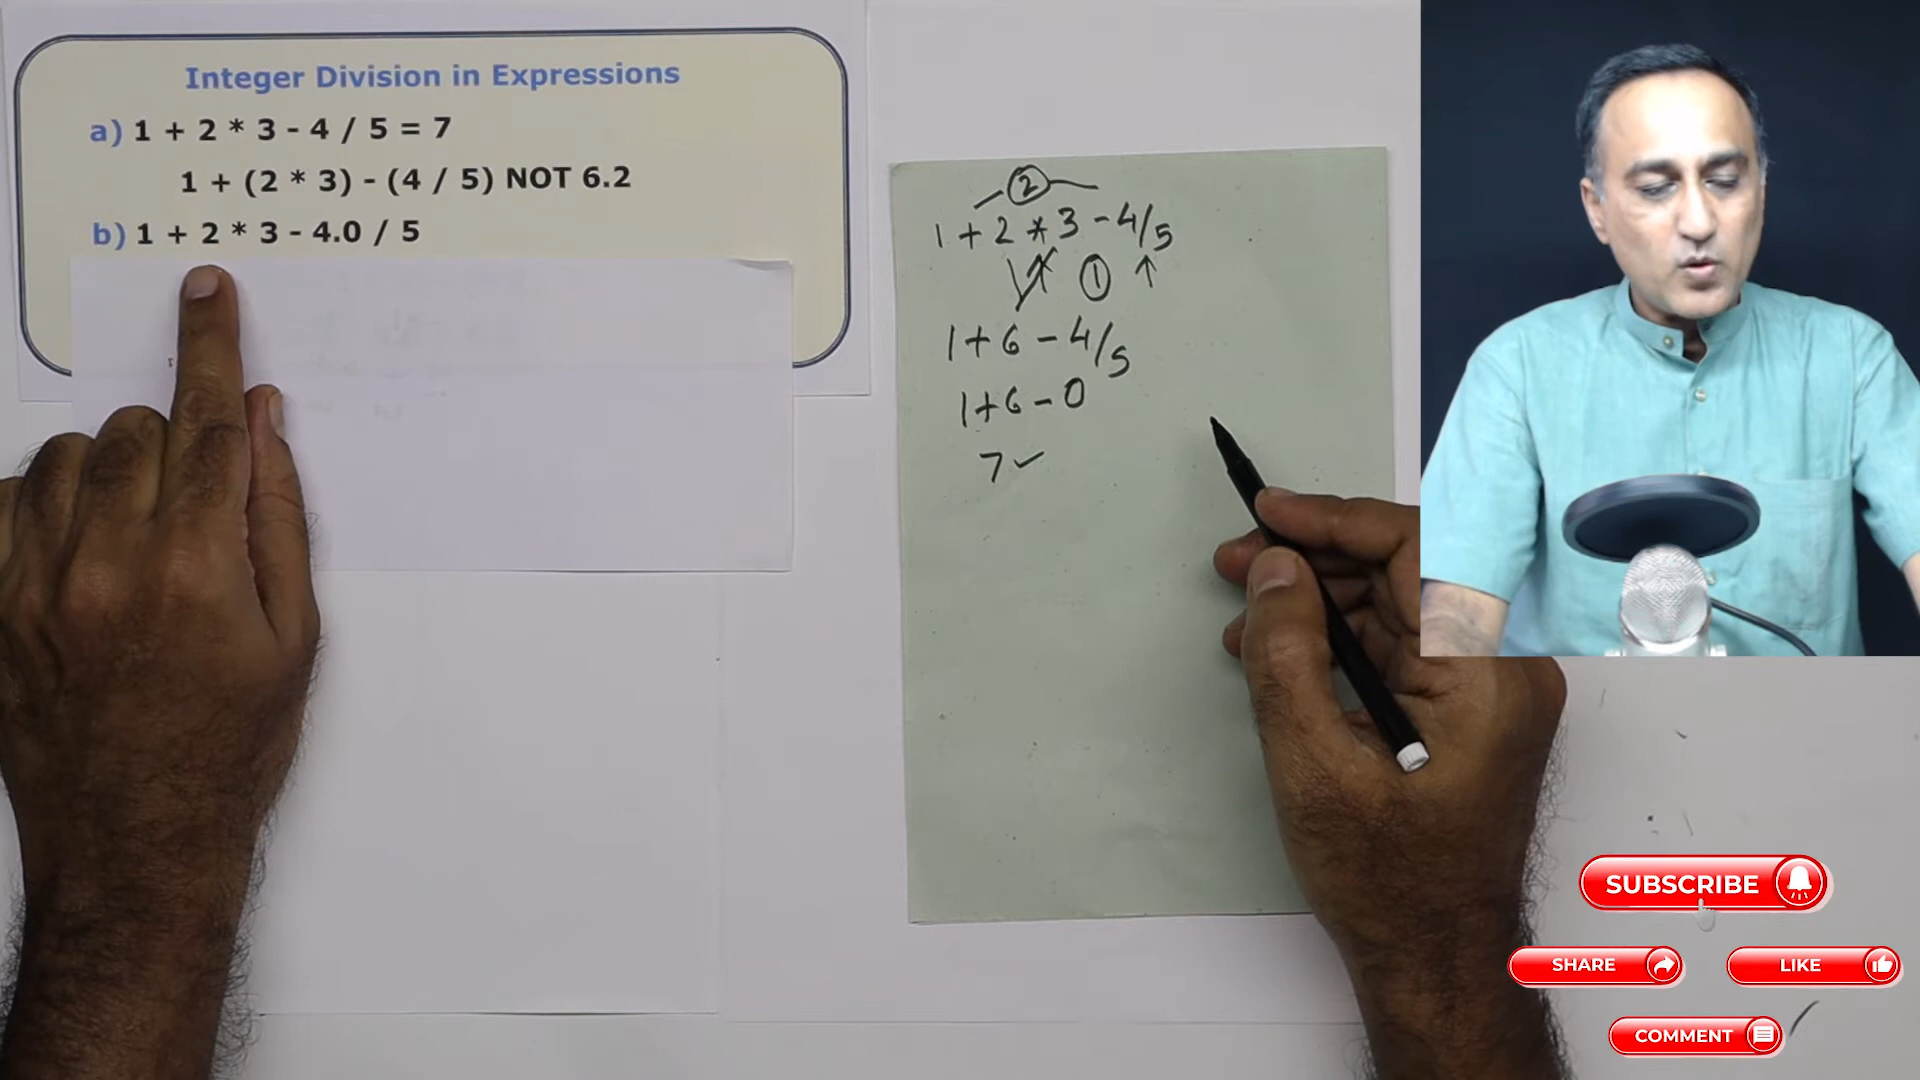 Integer Division in Expressions
a) 1 + 2 * 3 - 4 / 5 = 7
1 + (2 * 3) - (4 / 5) NOT 6.2
b) 1 + 2 * 3 - 4.0 / 5
2
1 + 2 * 3 - 4/5
1
1 + 6 - 4/5
1 + 6 - 0
7 ✓
SUBSCRIBE
SHARE
LIKE
COMMENT